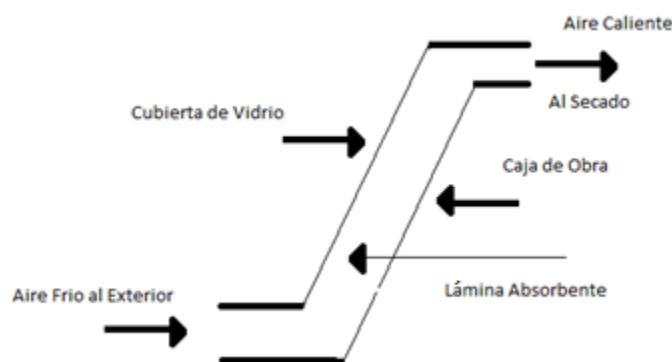 Aire Caliente
Al Secado
Cubierta de Vidrio
Caja de Obra
Lámina Absorbente
Aire Frio al Exterior